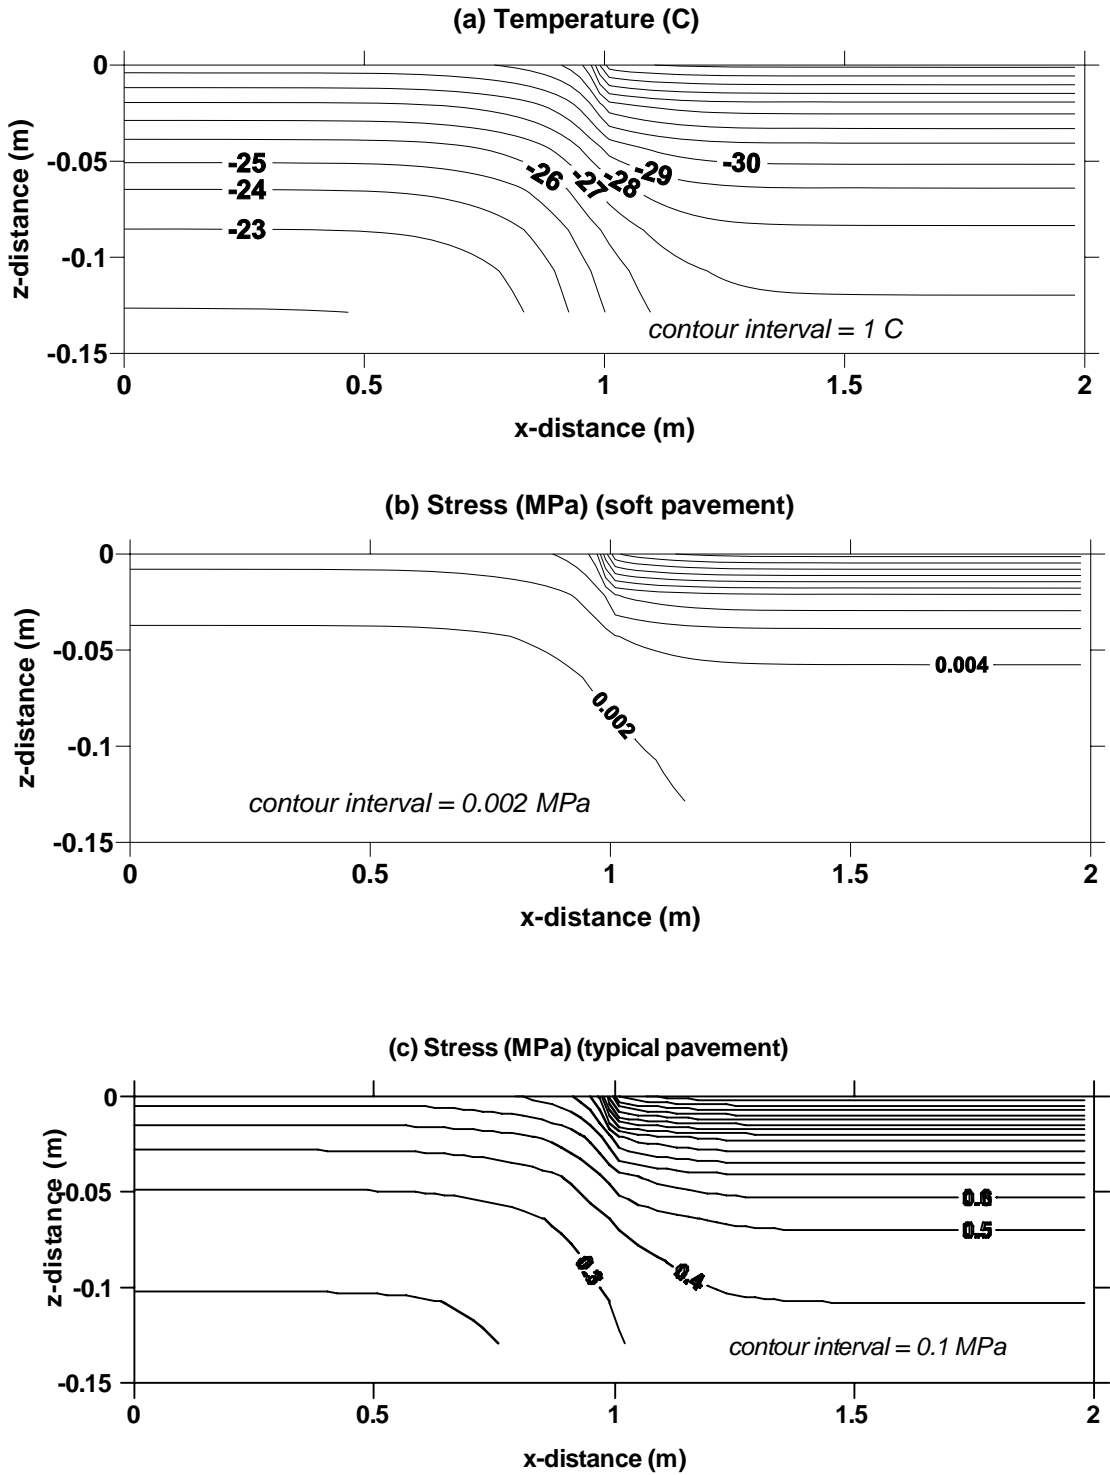 (a) Temperature (C)
0
-0.05
-0.1
-0.15
z-distance (m)
-25
-24
-23
-26
-27
-28
-29
-30
contour interval = 1 C
0 0.5 1 1.5 2
x-distance (m)
(b) Stress (MPa) (soft pavement)
0
-0.05
-0.1
-0.15
z-distance (m)
0.004
0.002
contour interval = 0.002 MPa
0 0.5 1 1.5 2
x-distance (m)
(c) Stress (MPa) (typical pavement)
0
-0.05
-0.1
-0.15
z-distance (m)
0.6
0.5
0.3
0.4
contour interval = 0.1 MPa
0 0.5 1 1.5 2
x-distance (m)